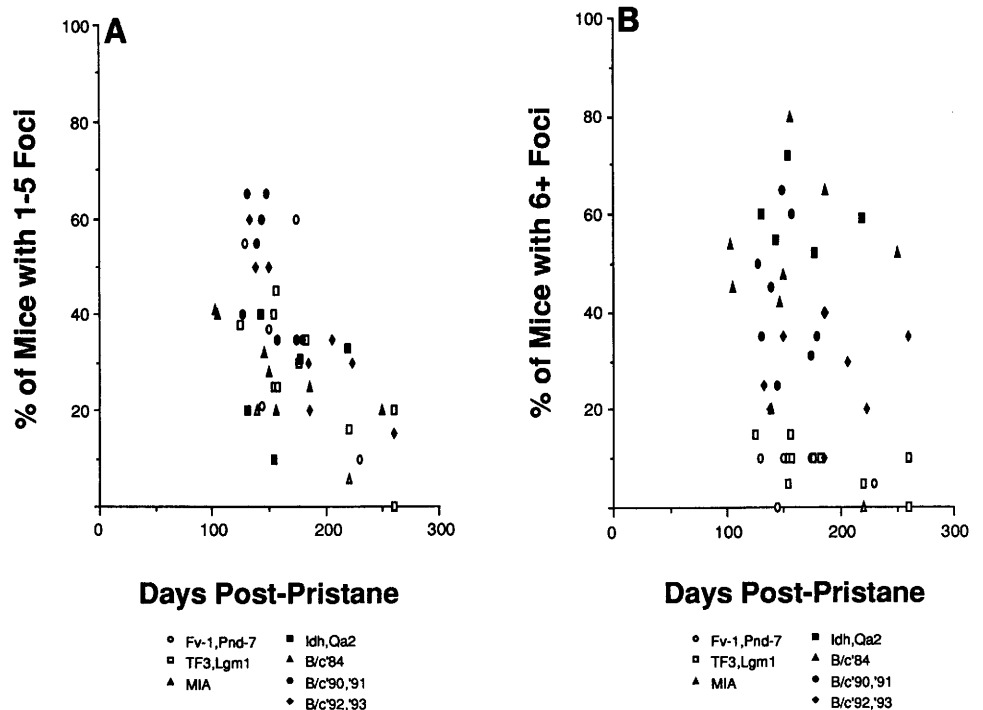 A
% of Mice with 1-5 Foci
100
80
60
40
20
0
100
200
300
Days Post-Pristane
Fv-1,Pnd-7
TF3,Lgm1
MIA
Idh,Qa2
B/c'84
B/c'90,'91
B/c'92,'93
B
% of Mice with 6+ Foci
100
80
60
40
20
0
100
200
300
Days Post-Pristane
Fv-1,Pnd-7
TF3,Lgm1
MIA
Idh,Qa2
B/c'84
B/c'90,'91
B/c'92,'93